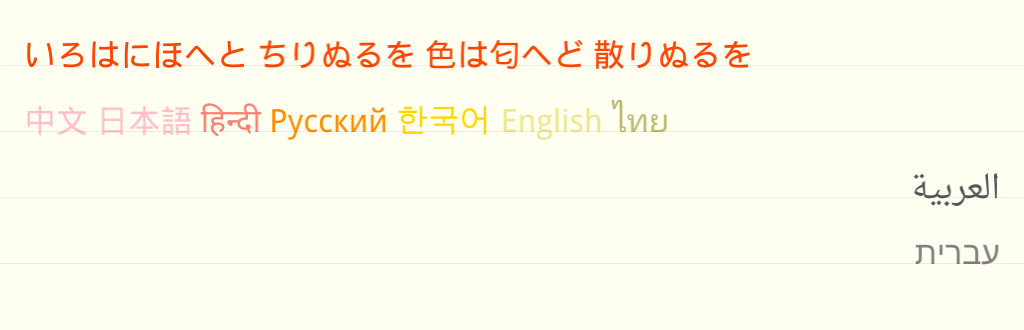 いろはにほへと ちりぬるを 色は匂へど 散りぬるを
中文 日本語 हिन्दी Русский 한국어 English ไทย
العربية
עברית